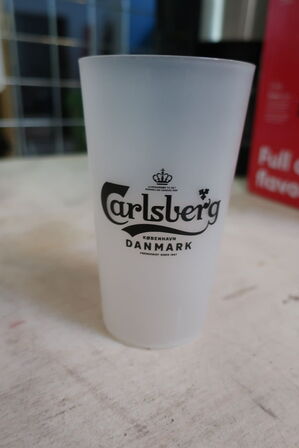 Carlsberg
KØBENHAVN
DANMARK
Full
flavo